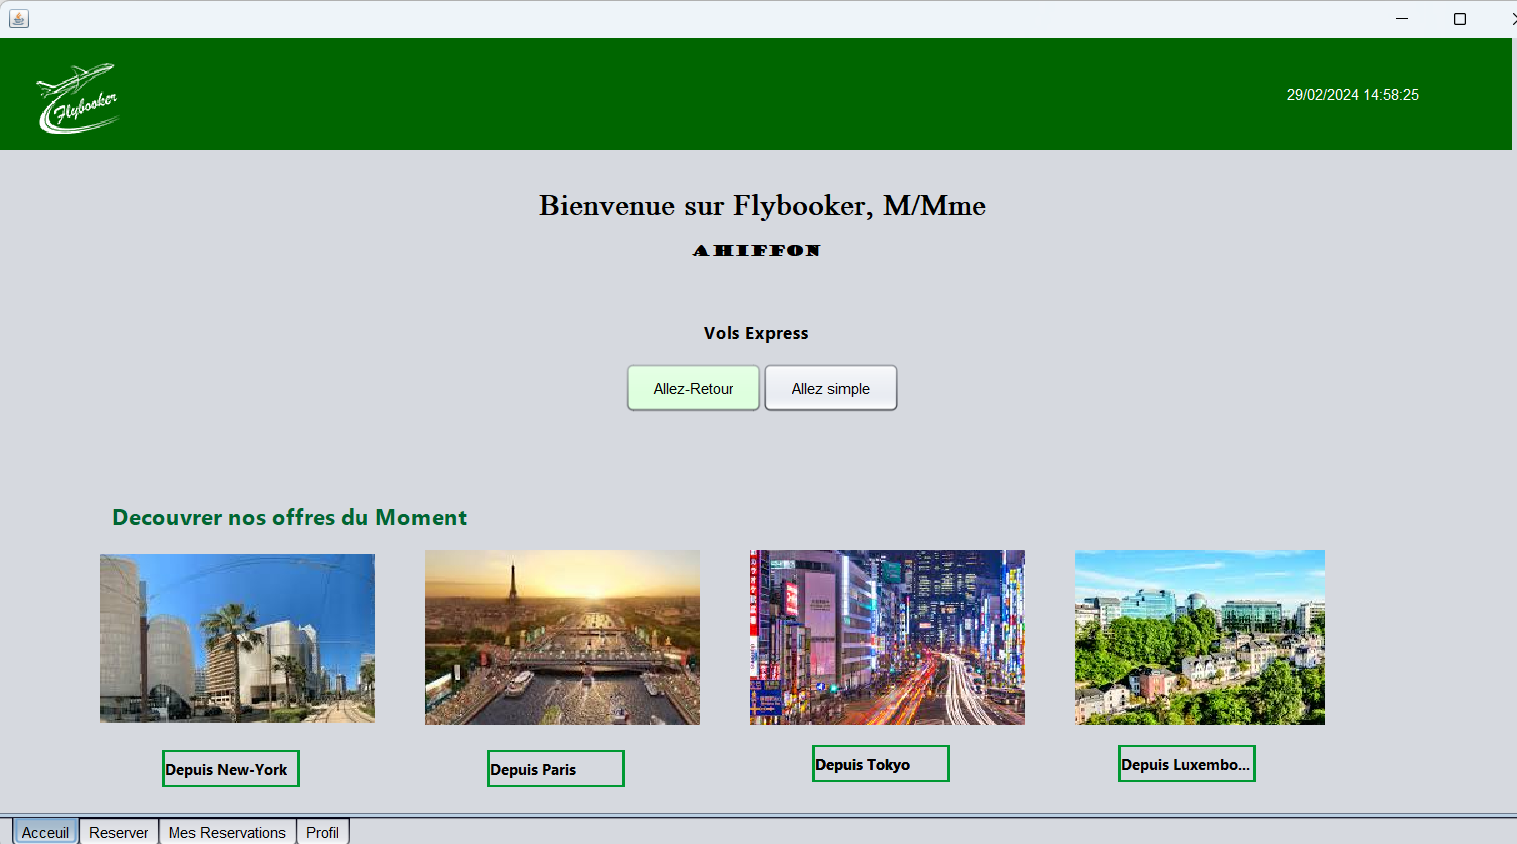 Flybooker
29/02/2024 14:58:25
Bienvenue sur Flybooker, M/Mme
AHIFFON
Vols Express
Allez-Retour
Allez simple
Decouvrer nos offres du Moment
Depuis New-York
Depuis Paris
Depuis Tokyo
Depuis Luxembo...
Acceuil
Reserver
Mes Reservations
Profil